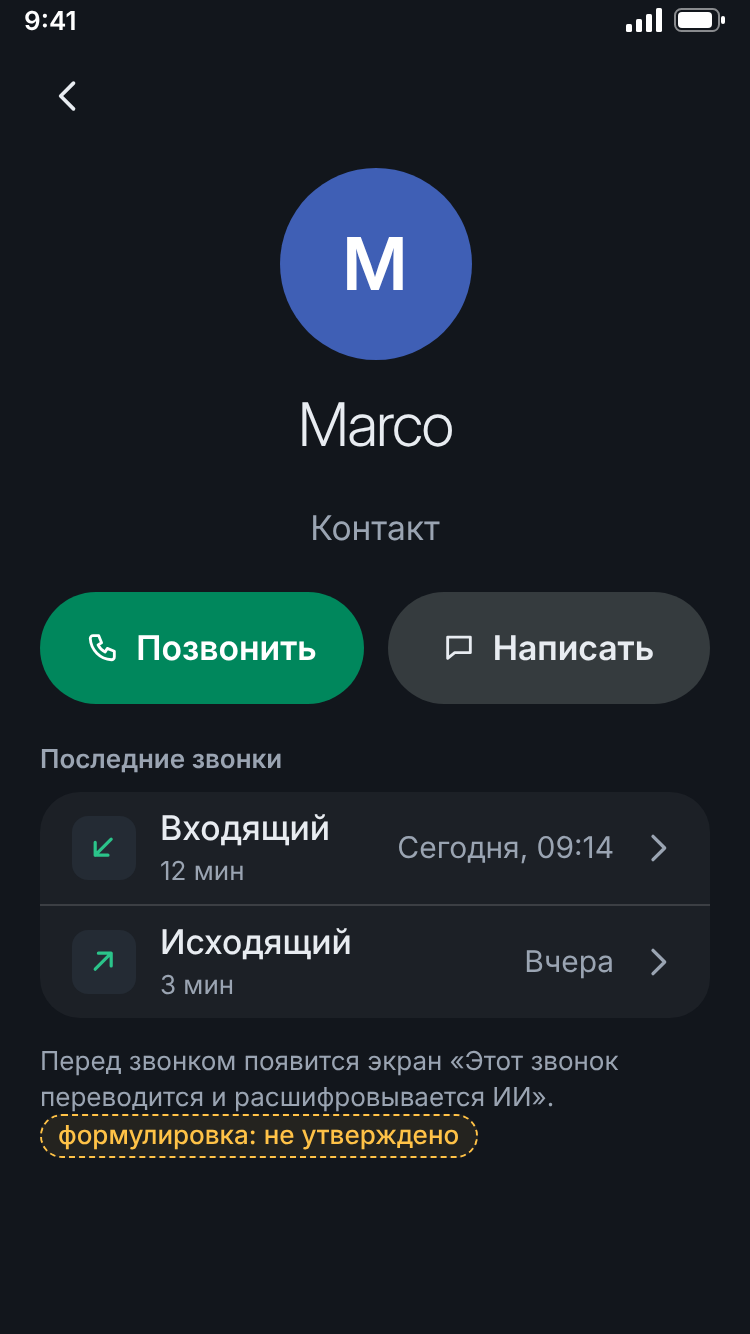 9:41
M
Marco
Контакт
Позвонить
Написать
Последние звонки
Входящий
12 мин
Сегодня, 09:14
Исходящий
3 мин
Вчера
Перед звонком появится экран «Этот звонок
переводится и расшифровывается ИИ».
формулировка: не утверждено